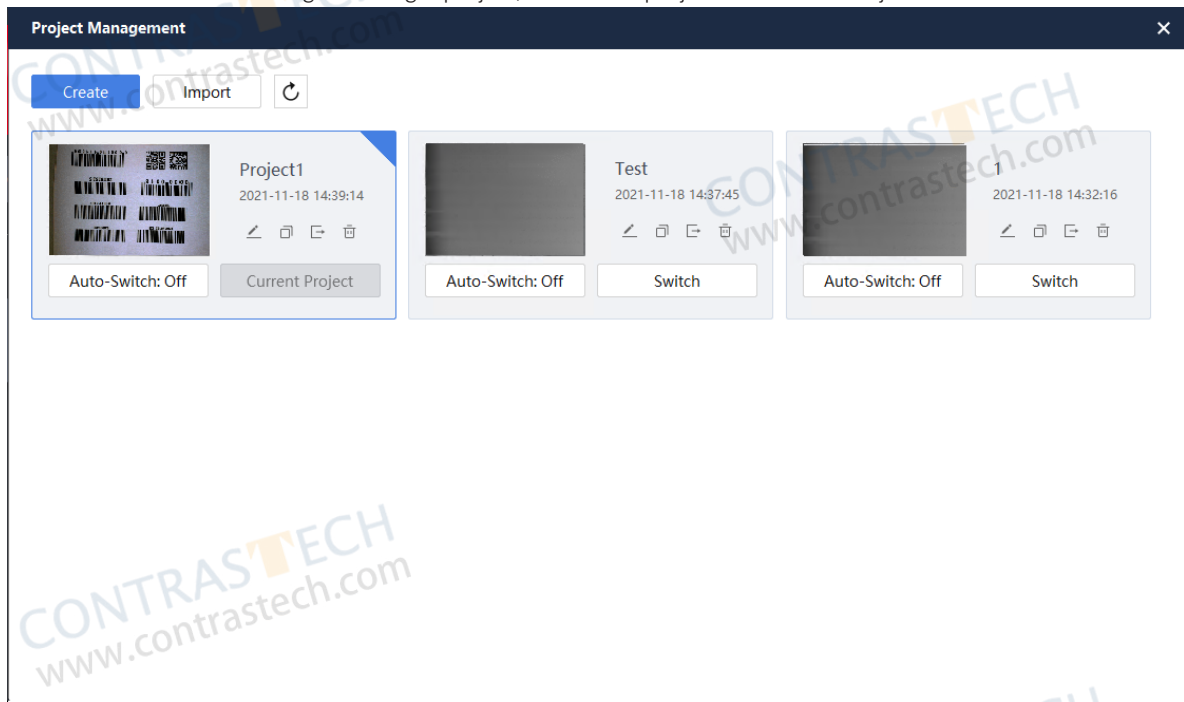 Project Management
CONTRASTECH
www.contrastech.com
Create
Import
Project1
2021-11-18 14:39:14
Auto-Switch: Off
Current Project
Test
2021-11-18 14:37:45
Auto-Switch: Off
Switch
1
2021-11-18 14:32:16
Auto-Switch: Off
Switch
CONTRASTECH
www.contrastech.com
CONTRASTECH
www.contrastech.com